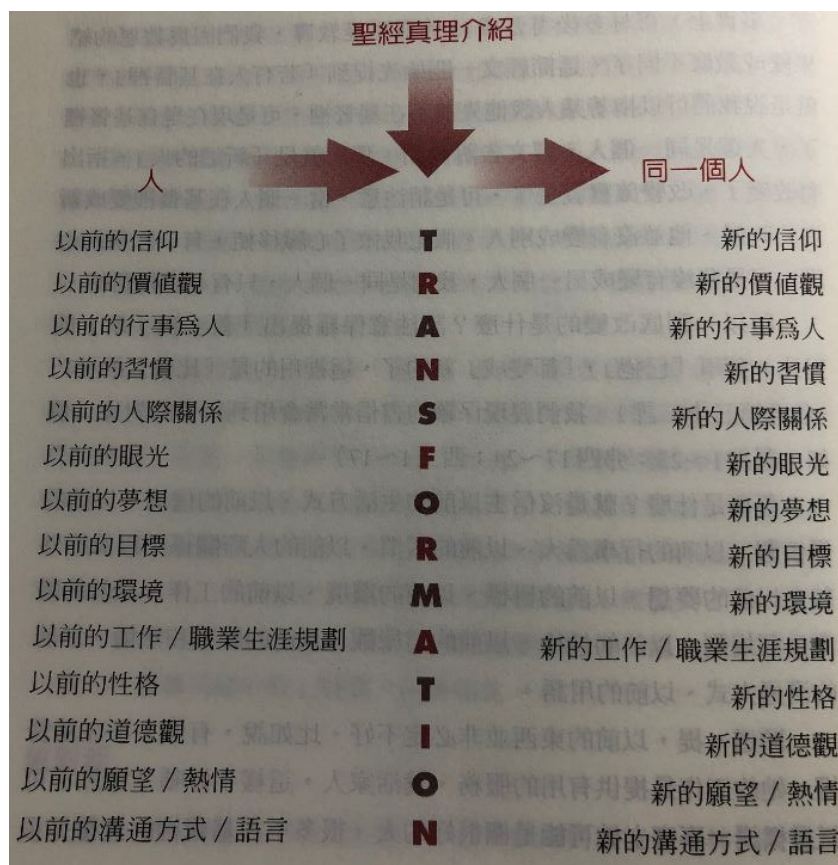 聖經真理介紹
人
同一個人
以前的信仰 T 新的信仰
以前的價值觀 R 新的價值觀
以前的行事爲人 A 新的行事爲人
以前的習慣 N 新的習慣
以前的人際關係 S 新的人際關係
以前的眼光 F 新的眼光
以前的夢想 O 新的夢想
以前的目標 R 新的目標
以前的環境 M 新的環境
以前的工作 / 職業生涯規劃 A 新的工作 / 職業生涯規劃
以前的性格 T 新的性格
以前的道德觀 I 新的道德觀
以前的願望 / 熱情 O 新的願望 / 熱情
以前的溝通方式 / 語言 N 新的溝通方式 / 語言